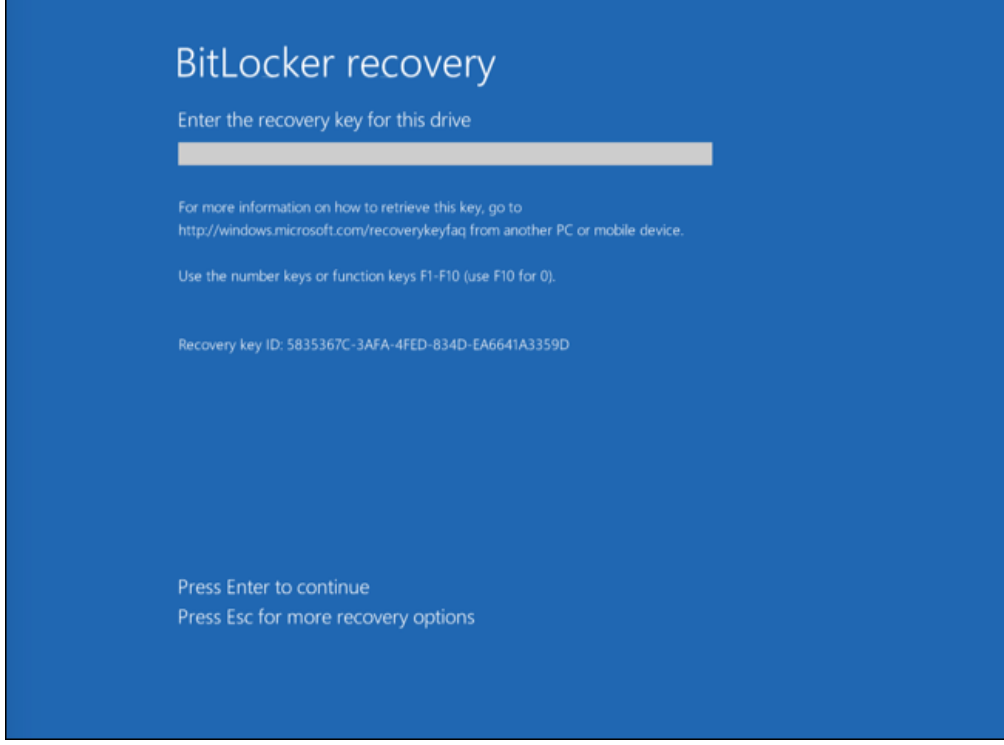 BitLocker recovery
Enter the recovery key for this drive
For more information on how to retrieve this key, go to
http://windows.microsoft.com/recoverykeyfaq from another PC or mobile device.
Use the number keys or function keys F1-F10 (use F10 for 0).
Recovery key ID: 5835367C-3AFA-4FED-834D-EA6641A3359D
Press Enter to continue
Press Esc for more recovery options